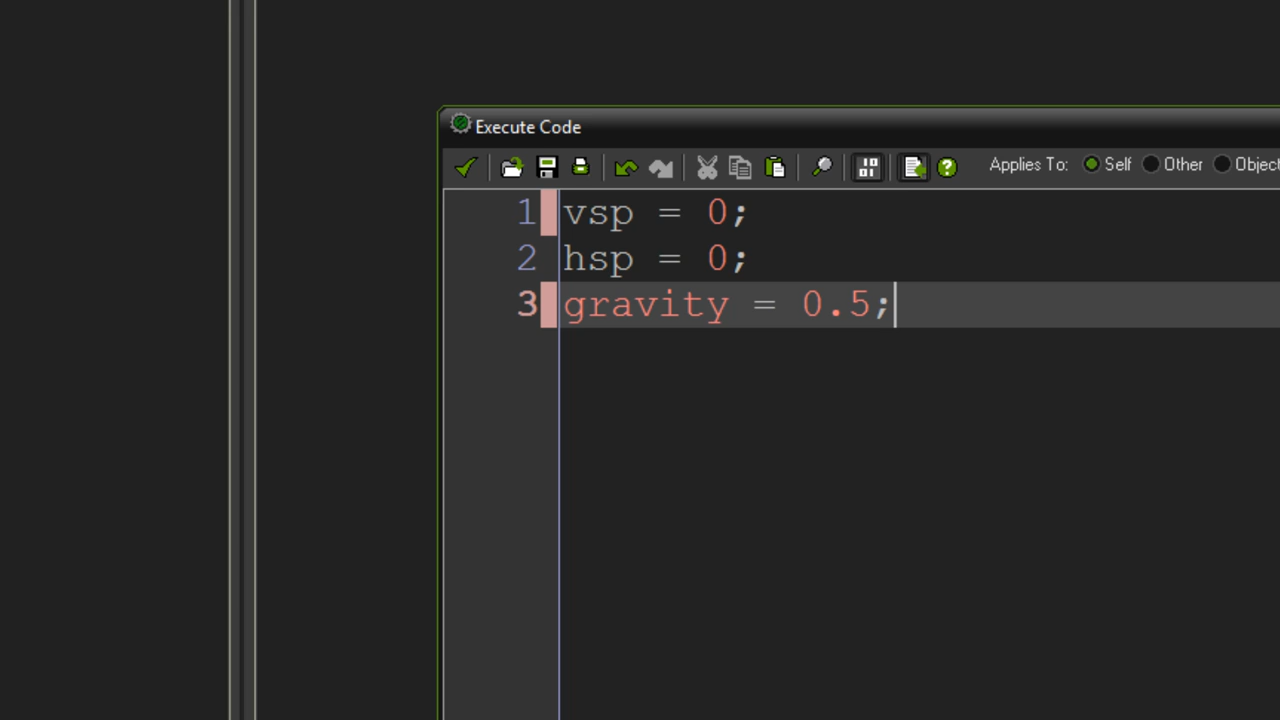 Execute Code
Applies To: Self Other Object
1 vsp = 0;
2 hsp = 0;
3 gravity = 0.5;